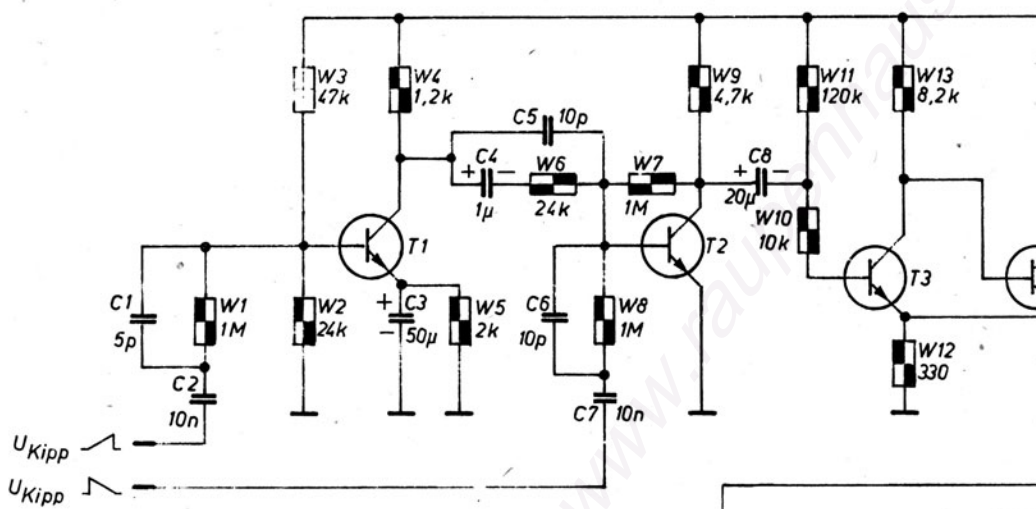 W3
47k
W4
1,2k
W9
4,7k
W11
120k
W13
8,2k
C5
10p
C4
+
-
1µ
W6
24k
W7
1M
C8
+
-
20µ
W10
10k
T1
T2
T3
C1
5p
W1
1M
W2
24k
+
-
C3
50µ
W5
2k
C6
10p
W8
1M
W12
330
C2
10n
C7
10n
UKipp
UKipp